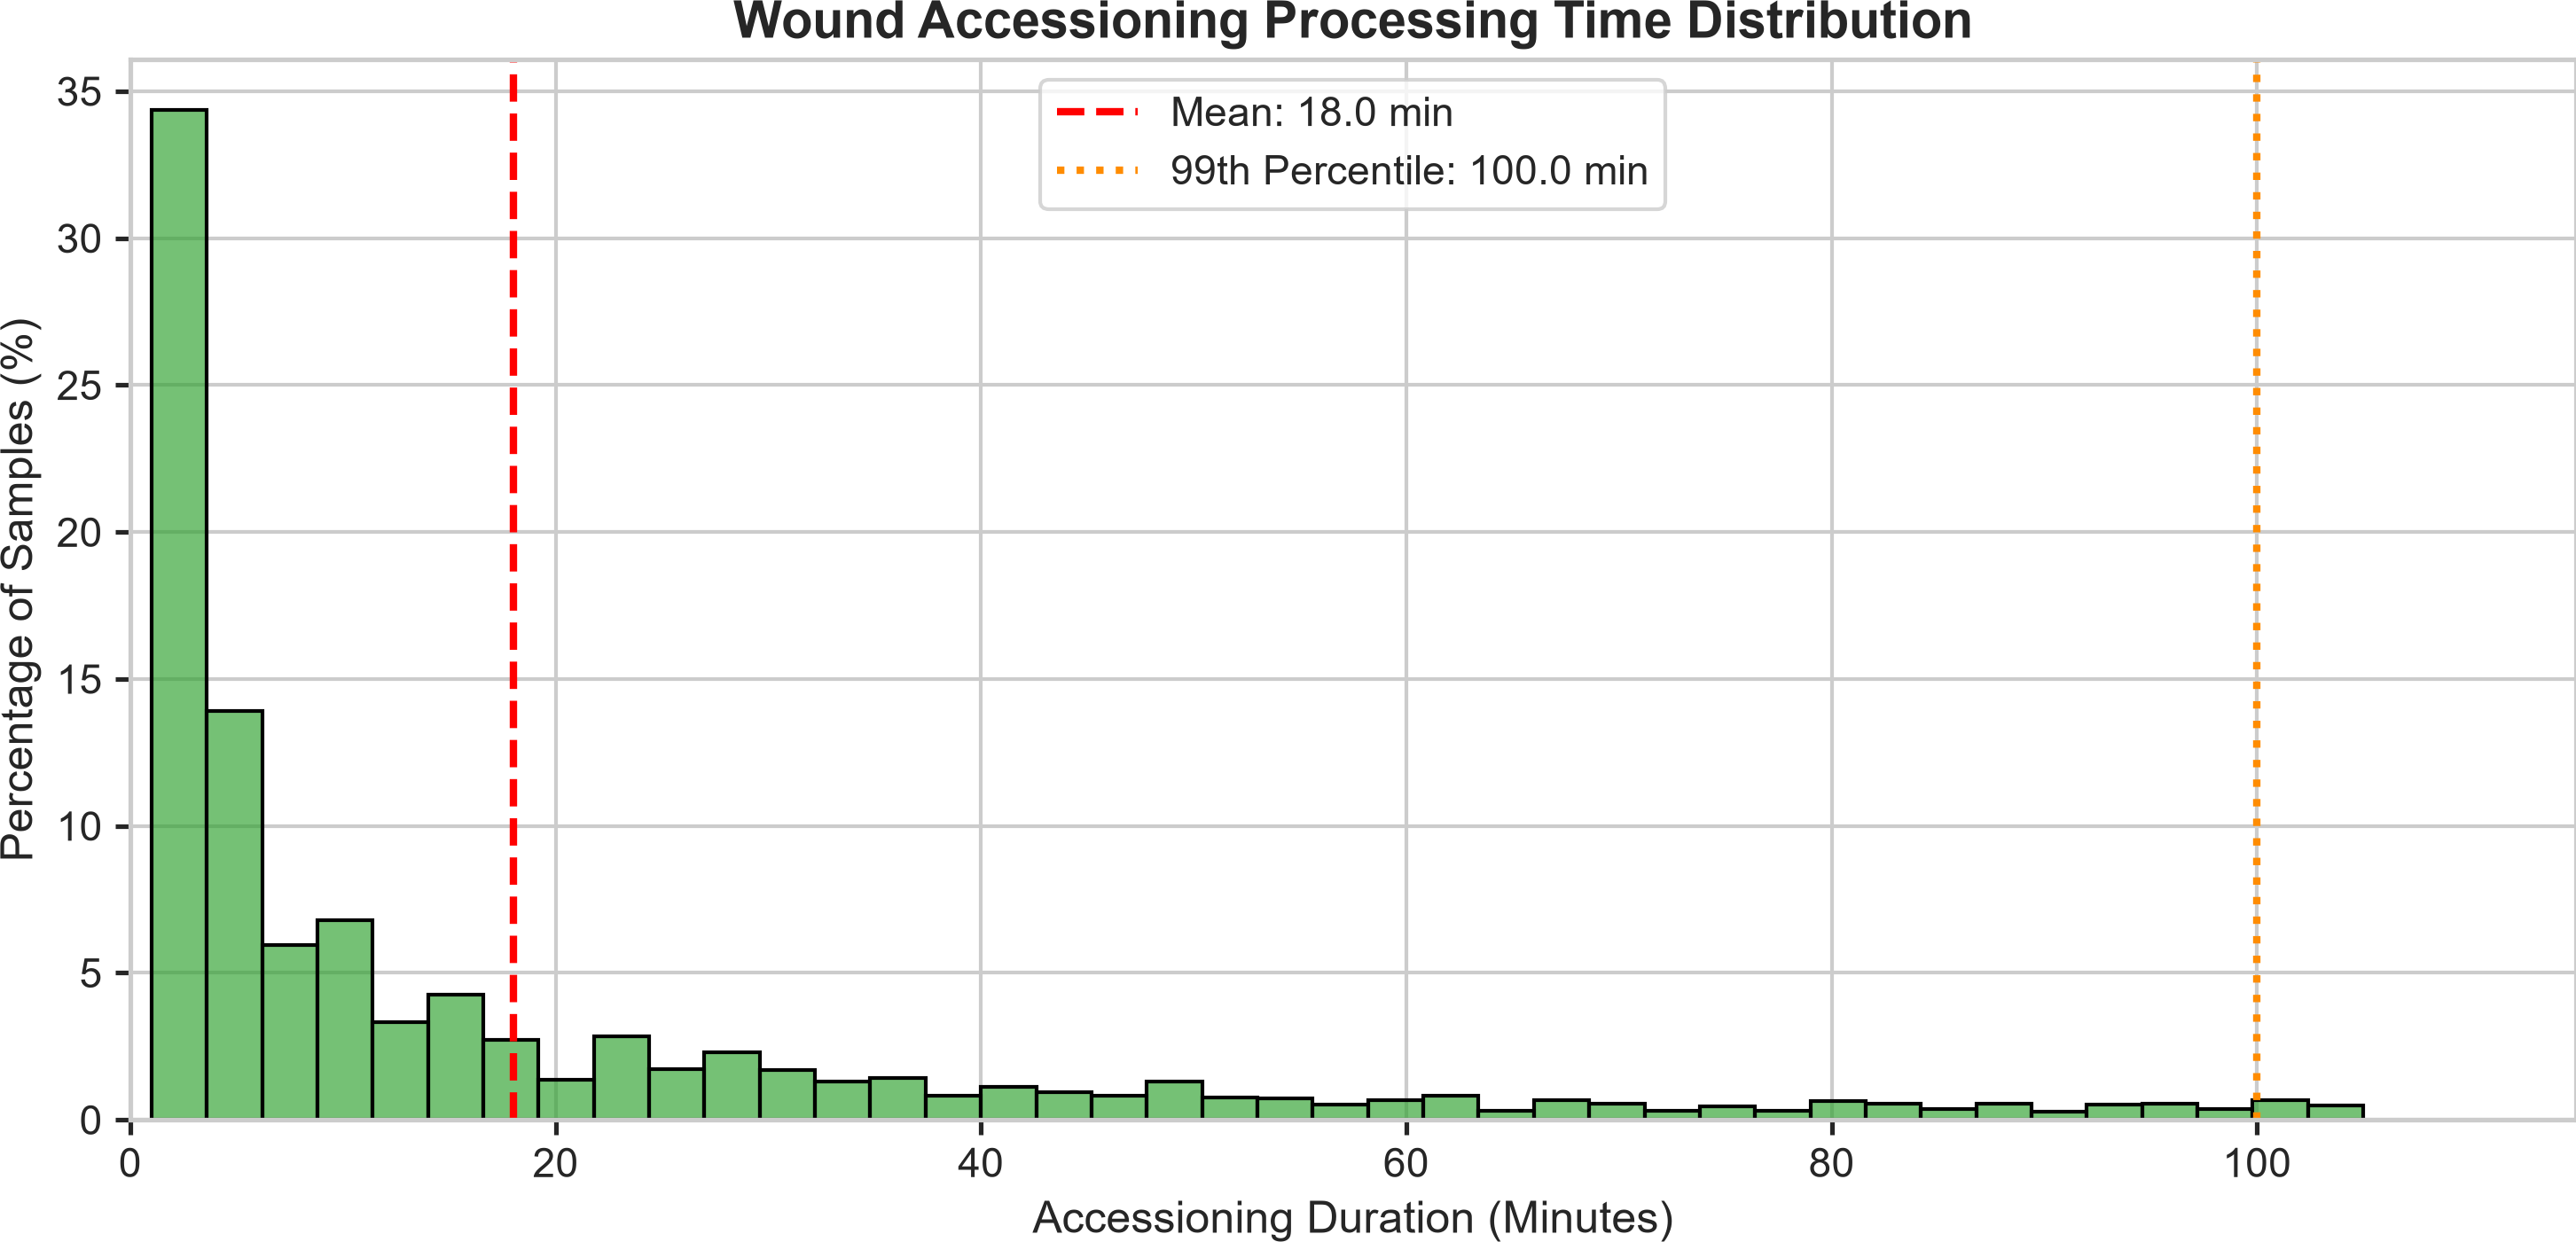 Wound Accessioning Processing Time Distribution
Mean: 18.0 min
99th Percentile: 100.0 min
Percentage of Samples (%)
35
30
25
20
15
10
5
0
0 20 40 60 80 100
Accessioning Duration (Minutes)